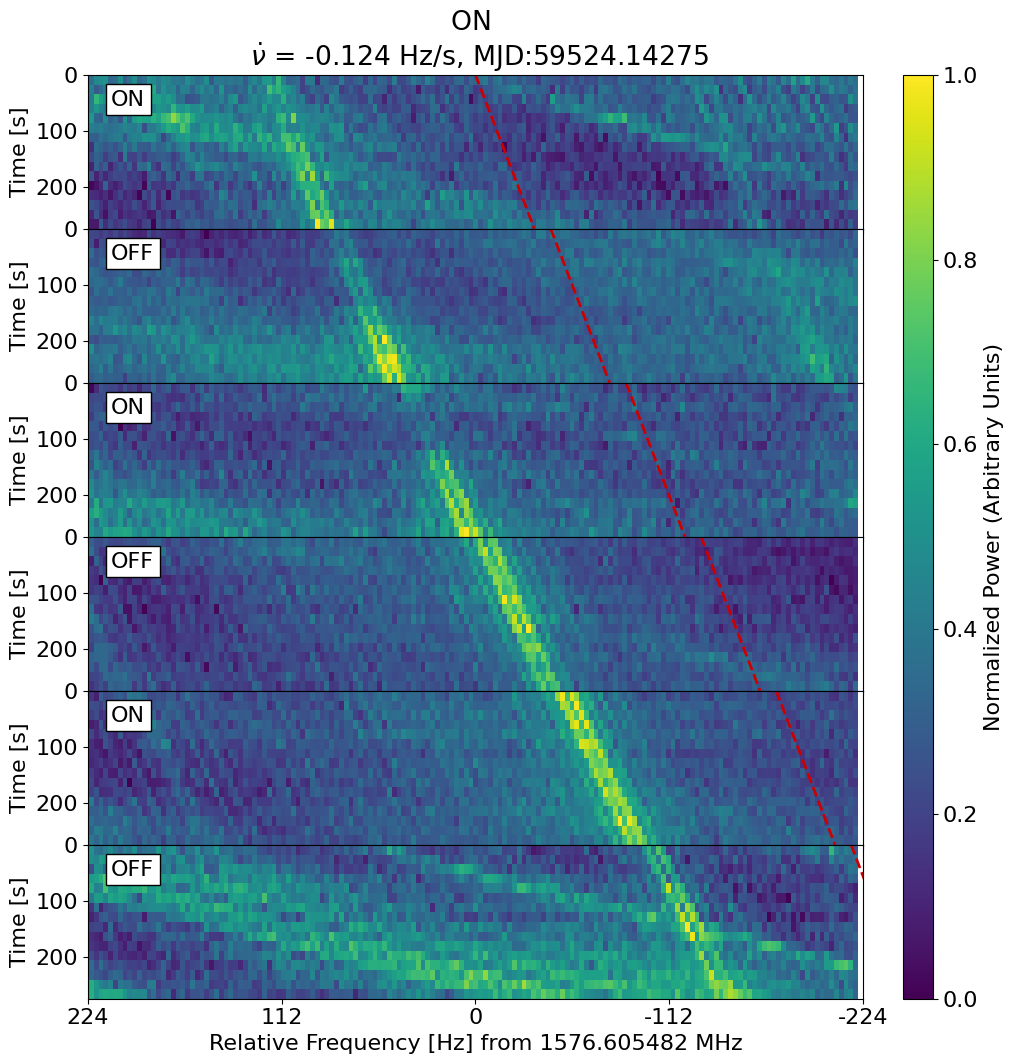 ON
ν̇ = -0.124 Hz/s, MJD:59524.14275
0
ON
100
200
Time [s]
0
OFF
100
200
Time [s]
0
ON
100
200
Time [s]
0
OFF
100
200
Time [s]
0
ON
100
200
Time [s]
0
OFF
100
200
Time [s]
224 112 0 -112 -224
Relative Frequency [Hz] from 1576.605482 MHz
1.0
0.8
0.6
0.4
0.2
0.0
Normalized Power (Arbitrary Units)